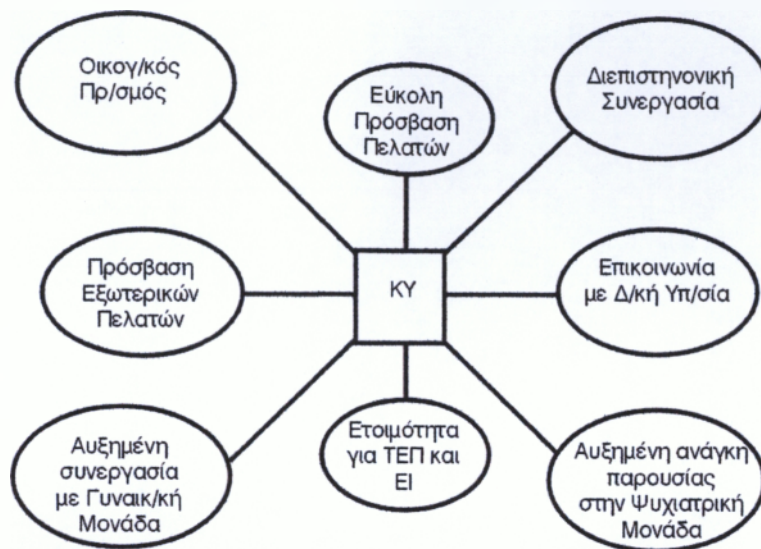 Οικογ/κός
Πρ/σμός
Εύκολη
Πρόσβαση
Πελατών
Διεπιστηνονική
Συνεργασία
Πρόσβαση
Εξωτερικών
Πελατών
ΚΥ
Επικοινωνία
με Δ/κή Υπ/σία
Αυξημένη
συνεργασία
με Γυναικ/κή
Μονάδα
Ετοιμότητα
για ΤΕΠ και
ΕΙ
Αυξημένη ανάγκη
παρουσίας
στην Ψυχιατρική
Μονάδα